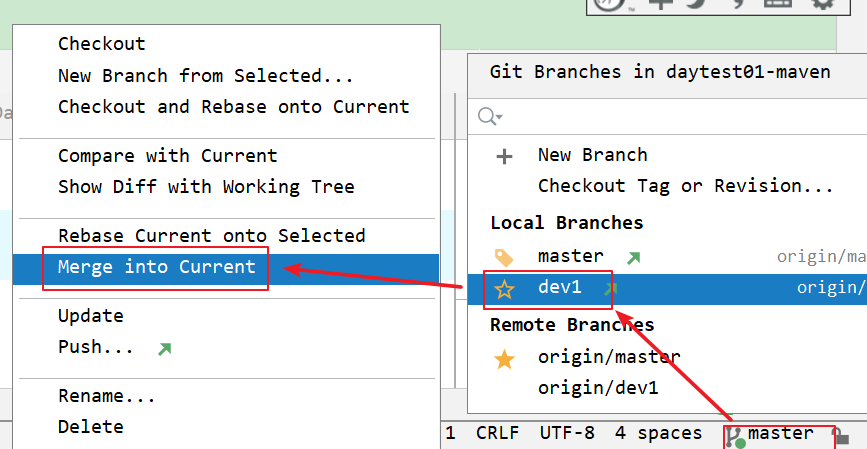 Checkout
New Branch from Selected...
Checkout and Rebase onto Current
Compare with Current
Show Diff with Working Tree
Rebase Current onto Selected
Merge into Current
Update
Push...
Rename...
Delete
Git Branches in daytest01-maven
New Branch
Checkout Tag or Revision...
Local Branches
master origin/ma
dev1 origin/
Remote Branches
origin/master
origin/dev1
1 CRLF UTF-8 4 spaces master